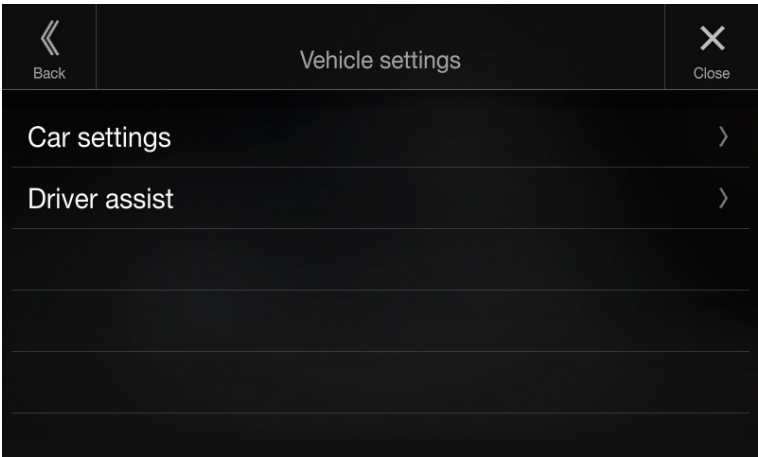 Back
Vehicle settings
Close
Car settings
Driver assist